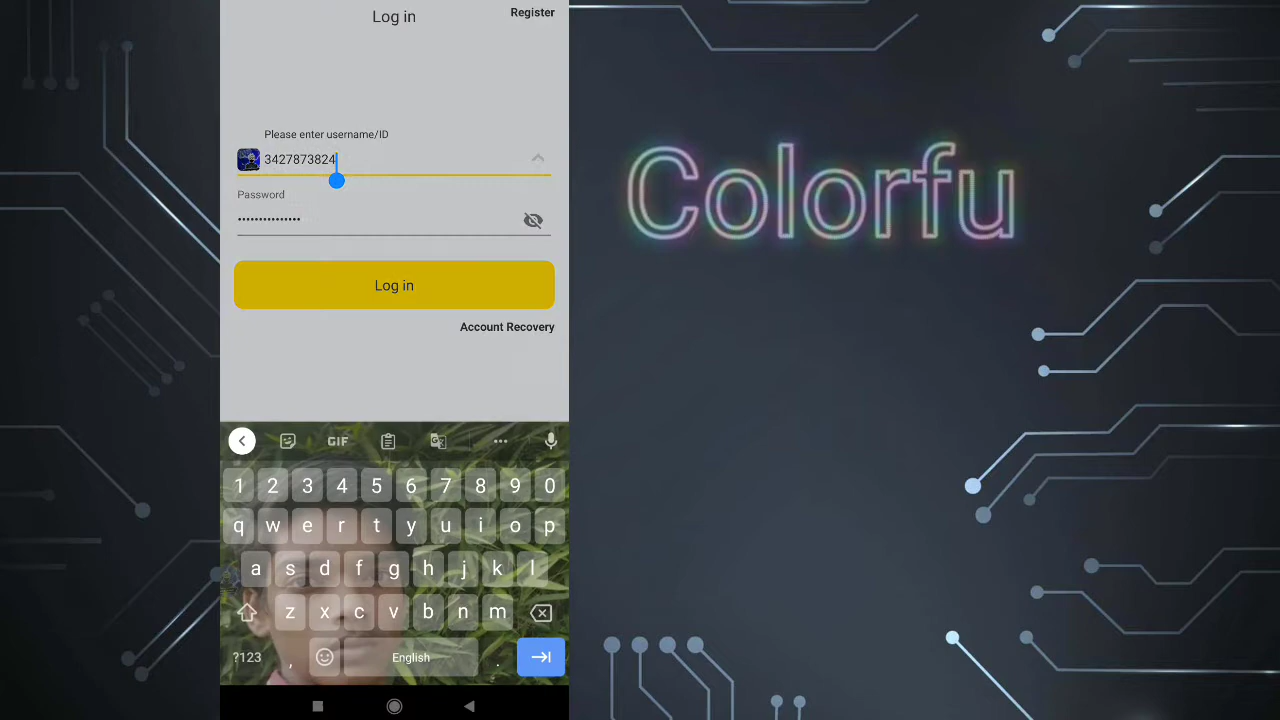 Log in
Register
Please enter username/ID
3427873824
Password
•••••••••••••••
Log in
Account Recovery
GIF
1 2 3 4 5 6 7 8 9 0
q w e r t y u i o p
a s d f g h j k l
z x c v b n m
?123 , English .
Colorfu